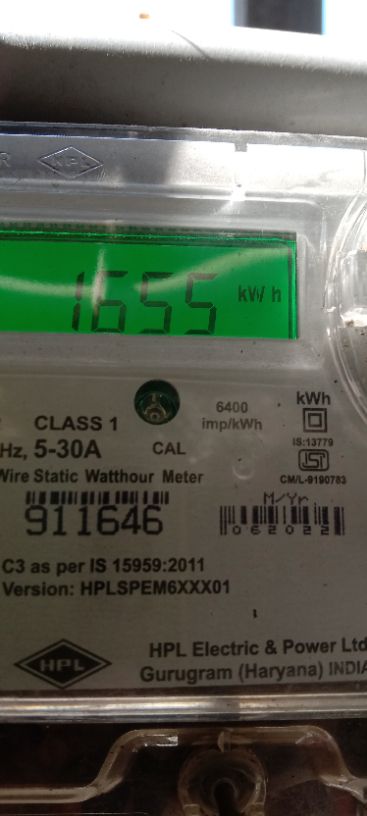 HPL
1655 kWh
CLASS 1
6400
imp/kWh
kWh
Hz, 5-30A
CAL
IS:13779
ISI
Wire Static Watthour Meter
CM/L-9190783
M/Yr
911646
062022
C3 as per IS 15959:2011
Version: HPLSPEM6XXX01
HPL
HPL Electric & Power Ltd
Gurugram (Haryana) INDIA